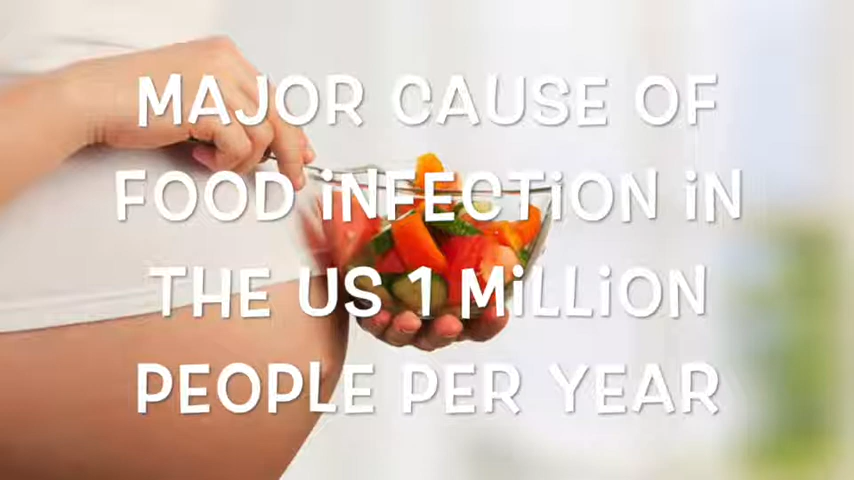 MAJOR CAUSE OF
FOOD iNFECTiON iN
THE US 1 MiLLiON
PEOPLE PER YEAR